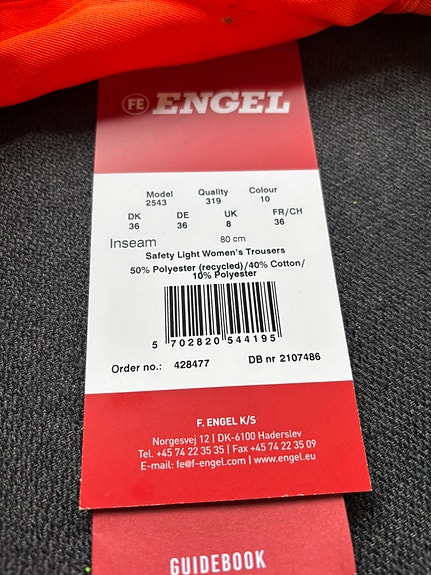 FE ENGEL
Model Quality Colour
2543 319 10
DK DE UK FR/CH
36 36 8 36
Inseam 80 cm
Safety Light Women's Trousers
50% Polyester (recycled)/40% Cotton/
10% Polyester
5 702820 544195
Order no.: 428477 DB nr 2107486
F. ENGEL K/S
Norgesvej 12 | DK-6100 Haderslev
Tel. +45 74 22 35 35 | Fax +45 74 22 35 09
E-mail: fe@f-engel.com | www.engel.eu
GUIDEBOOK